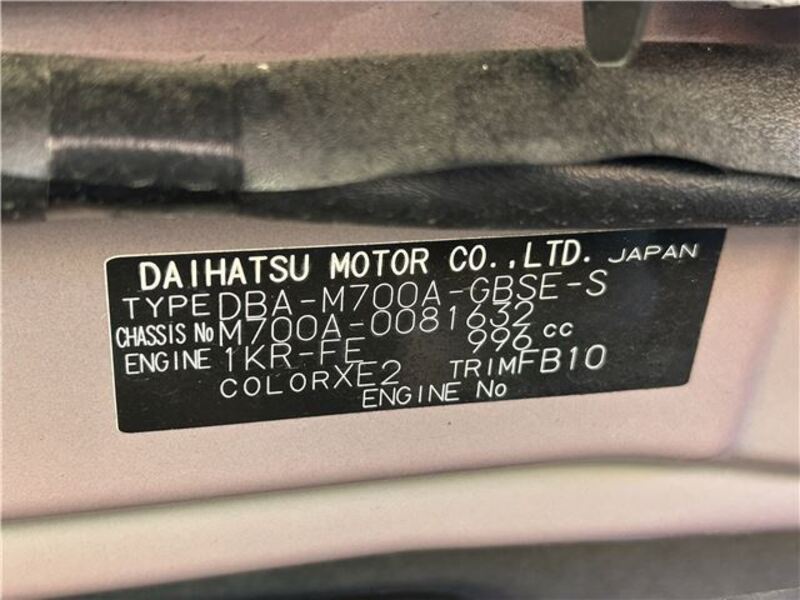 DAIHATSU MOTOR CO.,LTD. JAPAN
TYPE DBA-M700A-GBSE-S
CHASSIS No M700A-0081632
ENGINE 1KR-FE 996 cc
COLOR XE2 TRIM FB10
ENGINE No